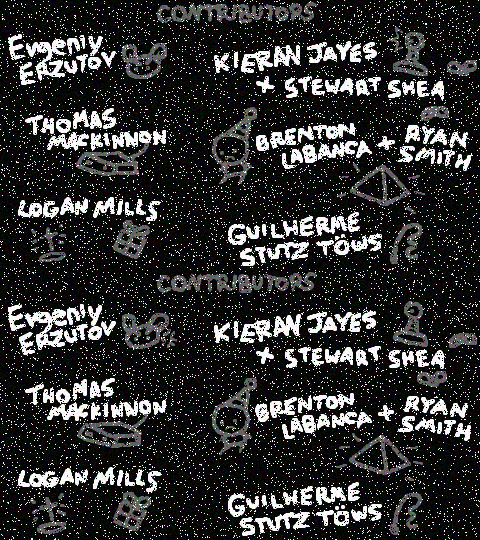 CONTRIBUTORS
Evgeniy
ERZUTOV
KIERAN JAYES
+ STEWART SHEA
THOMAS
MACKINNON
BRENTON
LABANCA + RYAN
SMITH
LOGAN MILLS
GUILHERME
STUTZ TÖWS
CONTRIBUTORS
Evgeniy
ERZUTOV
KIERAN JAYES
+ STEWART SHEA
THOMAS
MACKINNON
BRENTON
LABANCA + RYAN
SMITH
LOGAN MILLS
GUILHERME
STUTZ TÖWS